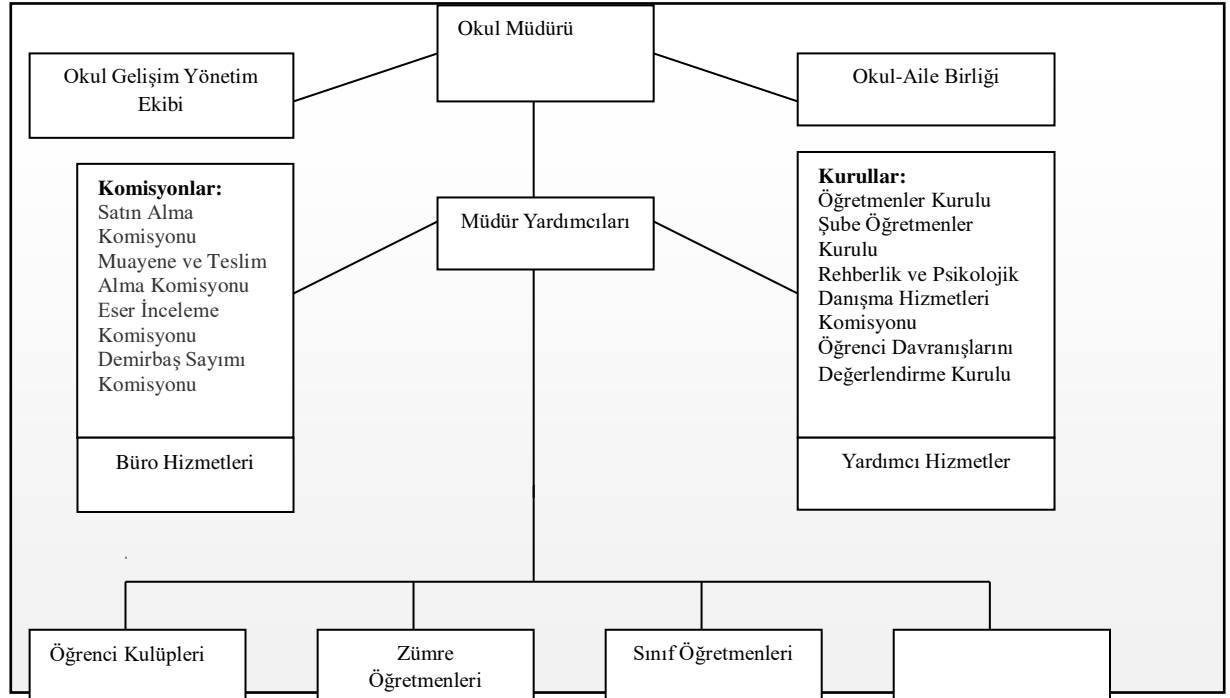 Okul Müdürü
Okul Gelişim Yönetim
Ekibi
Okul-Aile Birliği
Komisyonlar:
Satın Alma
Komisyonu
Muayene ve Teslim
Alma Komisyonu
Eser İnceleme
Komisyonu
Demirbaş Sayımı
Komisyonu
Müdür Yardımcıları
Kurullar:
Öğretmenler Kurulu
Şube Öğretmenler
Kurulu
Rehberlik ve Psikolojik
Danışma Hizmetleri
Komisyonu
Öğrenci Davranışlarını
Değerlendirme Kurulu
Büro Hizmetleri
Yardımcı Hizmetler
Öğrenci Kulüpleri
Zümre
Öğretmenleri
Sınıf Öğretmenleri